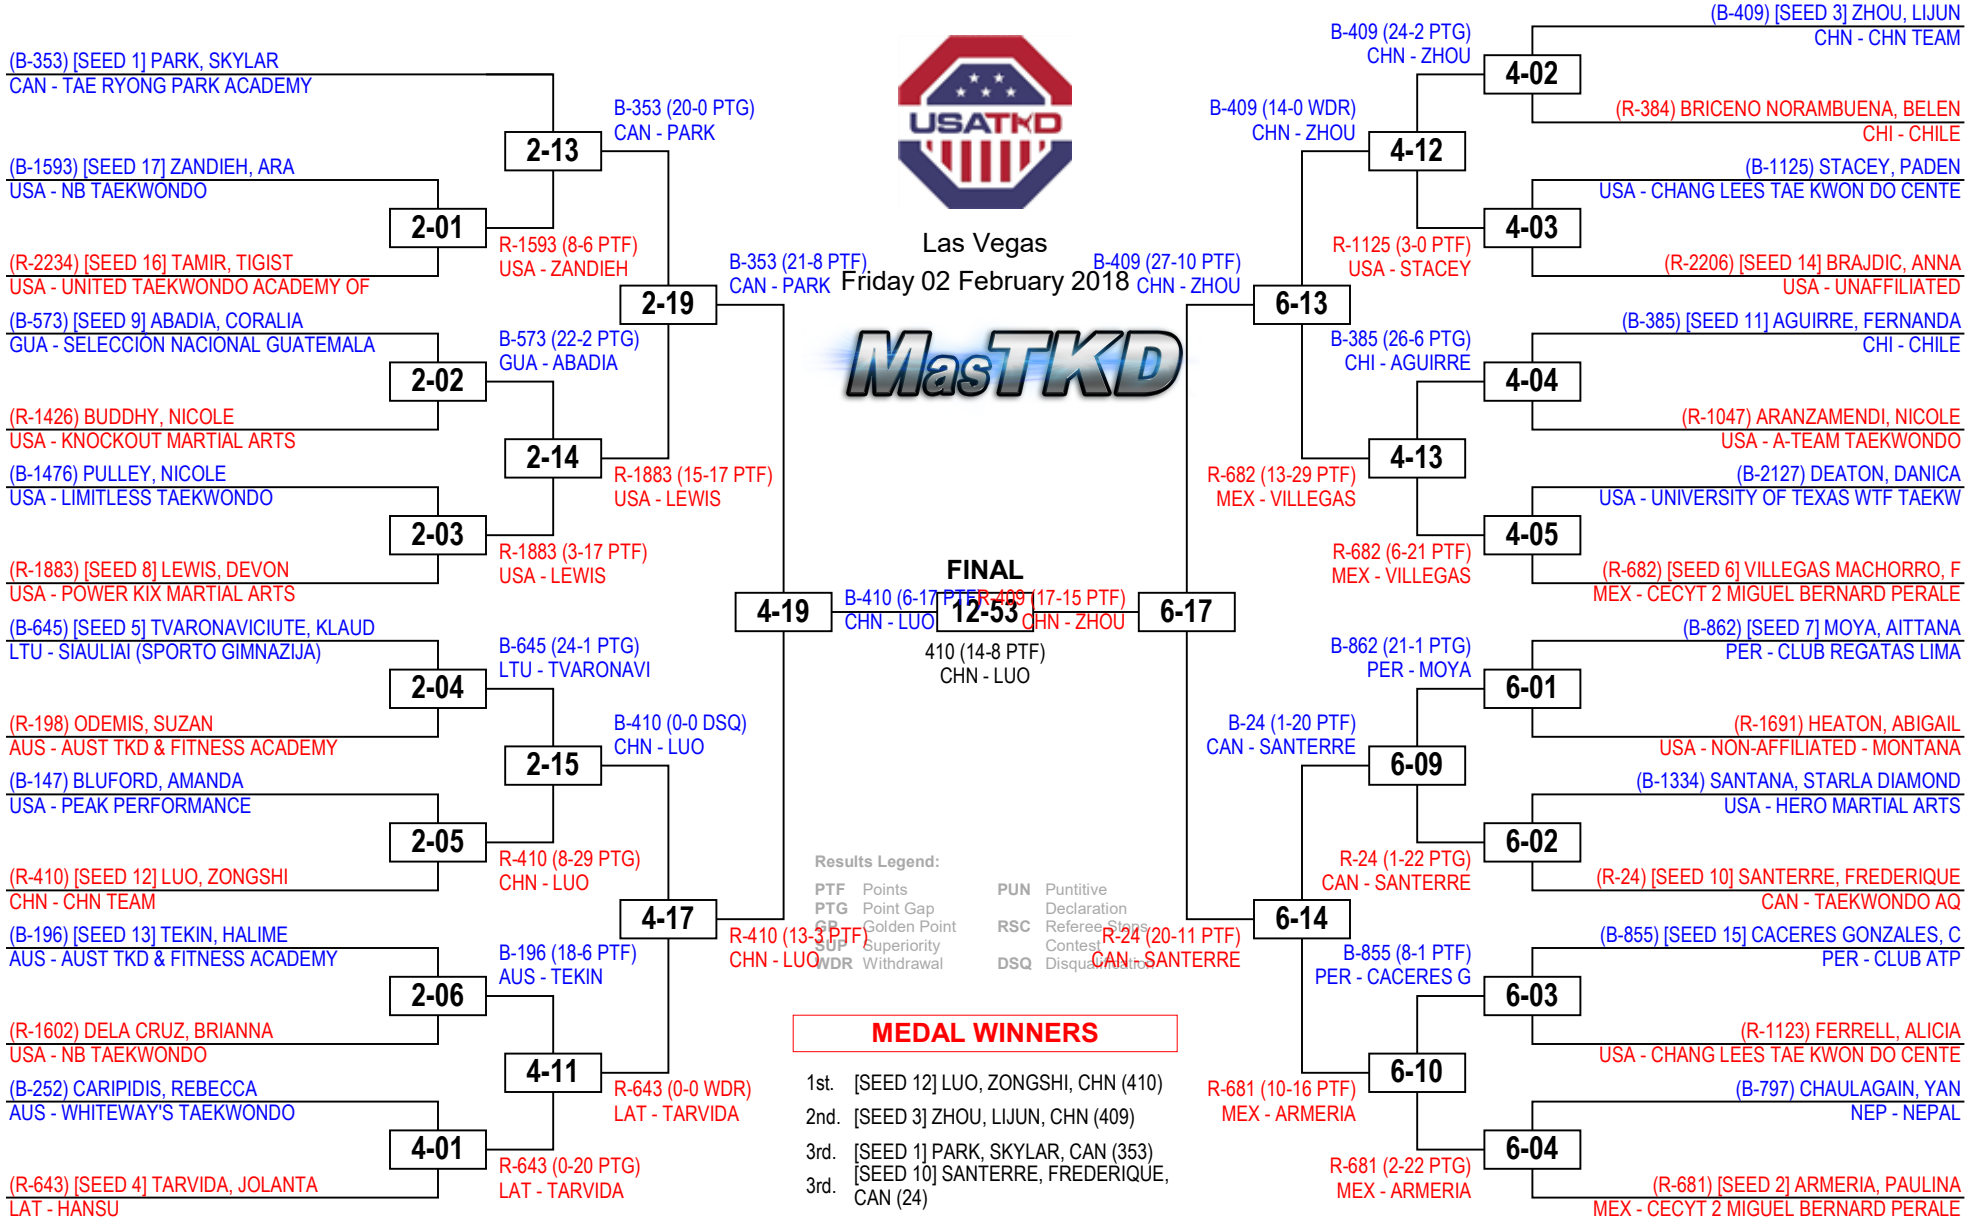 (B-353) [SEED 1] PARK, SKYLAR
CAN - TAE RYONG PARK ACADEMY
(B-1593) [SEED 17] ZANDIEH, ARA
USA - NB TAEKWONDO
(R-2234) [SEED 16] TAMIR, TIGIST
USA - UNITED TAEKWONDO ACADEMY OF
(B-573) [SEED 9] ABADIA, CORALIA
GUA - SELECCIÓN NACIONAL GUATEMALA
(R-1426) BUDDHY, NICOLE
USA - KNOCKOUT MARTIAL ARTS
(B-1476) PULLEY, NICOLE
USA - LIMITLESS TAEKWONDO
(R-1883) [SEED 8] LEWIS, DEVON
USA - POWER KIX MARTIAL ARTS
(B-645) [SEED 5] TVARONAVICIUTE, KLAUD
LTU - SIAULIAI (SPORTO GIMNAZIJA)
(R-198) ODEMIS, SUZAN
AUS - AUST TKD & FITNESS ACADEMY
(B-147) BLUFORD, AMANDA
USA - PEAK PERFORMANCE
(R-410) [SEED 12] LUO, ZONGSHI
CHN - CHN TEAM
(B-196) [SEED 13] TEKIN, HALIME
AUS - AUST TKD & FITNESS ACADEMY
(R-1602) DELA CRUZ, BRIANNA
USA - NB TAEKWONDO
(B-252) CARIPIDIS, REBECCA
AUS - WHITEWAY'S TAEKWONDO
(R-643) [SEED 4] TARVIDA, JOLANTA
LAT - HANSU
2-01
2-02
2-03
2-04
2-05
2-06
4-01
R-1593 (8-6 PTF)
USA - ZANDIEH
B-573 (22-2 PTG)
GUA - ABADIA
R-1883 (3-17 PTF)
USA - LEWIS
B-645 (24-1 PTG)
LTU - TVARONAVI
R-410 (8-29 PTG)
CHN - LUO
B-196 (18-6 PTF)
AUS - TEKIN
R-643 (0-20 PTG)
LAT - TARVIDA
2-13
2-14
2-15
4-11
B-353 (20-0 PTG)
CAN - PARK
R-1883 (15-17 PTF)
USA - LEWIS
B-410 (0-0 DSQ)
CHN - LUO
R-643 (0-0 WDR)
LAT - TARVIDA
2-19
4-17
B-353 (21-8 PTF)
CAN - PARK
R-410 (13-3 PTF)
CHN - LUO
4-19
USATKD
Las Vegas
Friday 02 February 2018
MasTKD
FINAL
B-410 (6-17 PTF)
CHN - LUO
12-53
R-409 (17-15 PTF)
CHN - ZHOU
410 (14-8 PTF)
CHN - LUO
Results Legend:
PTF Points
PTG Point Gap
GP Golden Point
SUP Superiority
WDR Withdrawal
PUN Puntitive
Declaration
RSC Referee Stops
Contest
DSQ Disqualification
MEDAL WINNERS
1st. [SEED 12] LUO, ZONGSHI, CHN (410)
2nd. [SEED 3] ZHOU, LIJUN, CHN (409)
3rd. [SEED 1] PARK, SKYLAR, CAN (353)
3rd. [SEED 10] SANTERRE, FREDERIQUE,
CAN (24)
6-17
B-409 (27-10 PTF)
CHN - ZHOU
R-24 (20-11 PTF)
CAN - SANTERRE
6-13
6-14
B-409 (14-0 WDR)
CHN - ZHOU
R-682 (13-29 PTF)
MEX - VILLEGAS
B-24 (1-20 PTF)
CAN - SANTERRE
R-681 (10-16 PTF)
MEX - ARMERIA
4-12
4-13
6-09
6-10
B-409 (24-2 PTG)
CHN - ZHOU
R-1125 (3-0 PTF)
USA - STACEY
B-385 (26-6 PTG)
CHI - AGUIRRE
R-682 (6-21 PTF)
MEX - VILLEGAS
B-862 (21-1 PTG)
PER - MOYA
R-24 (1-22 PTG)
CAN - SANTERRE
B-855 (8-1 PTF)
PER - CACERES G
R-681 (2-22 PTG)
MEX - ARMERIA
4-02
4-03
4-04
4-05
6-01
6-02
6-03
6-04
(B-409) [SEED 3] ZHOU, LIJUN
CHN - CHN TEAM
(R-384) BRICENO NORAMBUENA, BELEN
CHI - CHILE
(B-1125) STACEY, PADEN
USA - CHANG LEES TAE KWON DO CENTE
(R-2206) [SEED 14] BRAJDIC, ANNA
USA - UNAFFILIATED
(B-385) [SEED 11] AGUIRRE, FERNANDA
CHI - CHILE
(R-1047) ARANZAMENDI, NICOLE
USA - A-TEAM TAEKWONDO
(B-2127) DEATON, DANICA
USA - UNIVERSITY OF TEXAS WTF TAEKW
(R-682) [SEED 6] VILLEGAS MACHORRO, F
MEX - CECYT 2 MIGUEL BERNARD PERALE
(B-862) [SEED 7] MOYA, AITTANA
PER - CLUB REGATAS LIMA
(R-1691) HEATON, ABIGAIL
USA - NON-AFFILIATED - MONTANA
(B-1334) SANTANA, STARLA DIAMOND
USA - HERO MARTIAL ARTS
(R-24) [SEED 10] SANTERRE, FREDERIQUE
CAN - TAEKWONDO AQ
(B-855) [SEED 15] CACERES GONZALES, C
PER - CLUB ATP
(R-1123) FERRELL, ALICIA
USA - CHANG LEES TAE KWON DO CENTE
(B-797) CHAULAGAIN, YAN
NEP - NEPAL
(R-681) [SEED 2] ARMERIA, PAULINA
MEX - CECYT 2 MIGUEL BERNARD PERALE